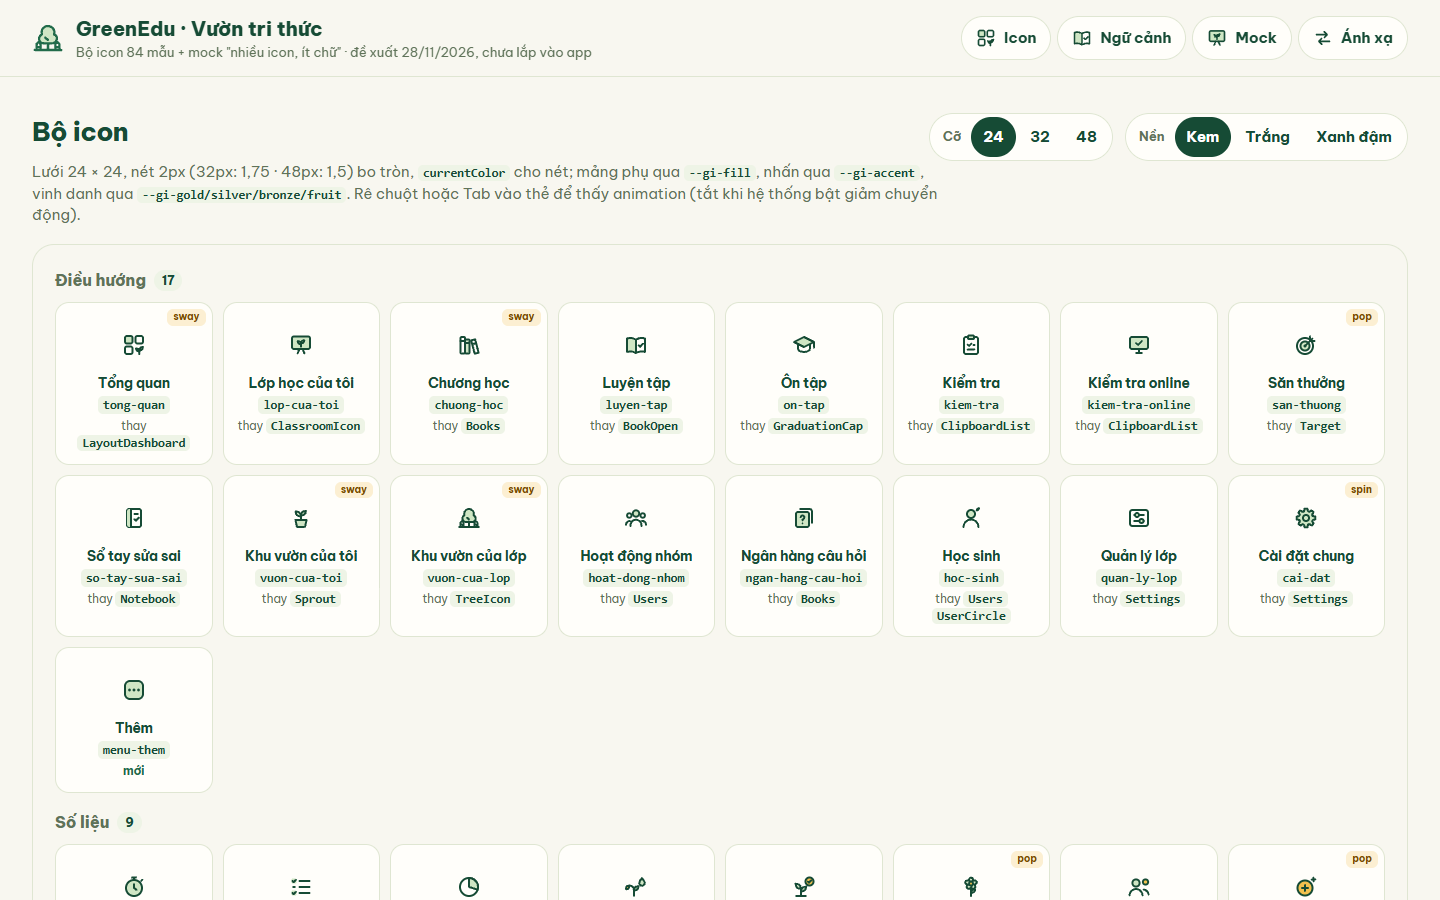 GreenEdu · Vườn tri thức
Bộ icon 84 mẫu + mock "nhiều icon, ít chữ" · đề xuất 28/11/2026, chưa lắp vào app
Icon
Ngữ cảnh
Mock
Ánh xạ
Bộ icon
Cỡ 24 32 48
Nền Kem Trắng Xanh đậm
Lưới 24 × 24, nét 2px (32px: 1,75 · 48px: 1,5) bo tròn, currentColor cho nét; mảng phụ qua --gi-fill , nhấn qua --gi-accent ,
vinh danh qua --gi-gold/silver/bronze/fruit . Rê chuột hoặc Tab vào thẻ để thấy animation (tắt khi hệ thống bật giảm chuyển
động).
Điều hướng 17
sway
Tổng quan
tong-quan
thay
LayoutDashboard
Lớp học của tôi
lop-cua-toi
thay ClassroomIcon
sway
Chương học
chuong-hoc
thay Books
Luyện tập
luyen-tap
thay BookOpen
Ôn tập
on-tap
thay GraduationCap
Kiểm tra
kiem-tra
thay ClipboardList
Kiểm tra online
kiem-tra-online
thay ClipboardList
pop
Săn thưởng
san-thuong
thay Target
Sổ tay sửa sai
so-tay-sua-sai
thay Notebook
sway
Khu vườn của tôi
vuon-cua-toi
thay Sprout
sway
Khu vườn của lớp
vuon-cua-lop
thay TreeIcon
Hoạt động nhóm
hoat-dong-nhom
thay Users
Ngân hàng câu hỏi
ngan-hang-cau-hoi
thay Books
Học sinh
hoc-sinh
thay Users
UserCircle
Quản lý lớp
quan-ly-lop
thay Settings
spin
Cài đặt chung
cai-dat
thay Settings
Thêm
menu-them
mới
Số liệu 9
pop
pop